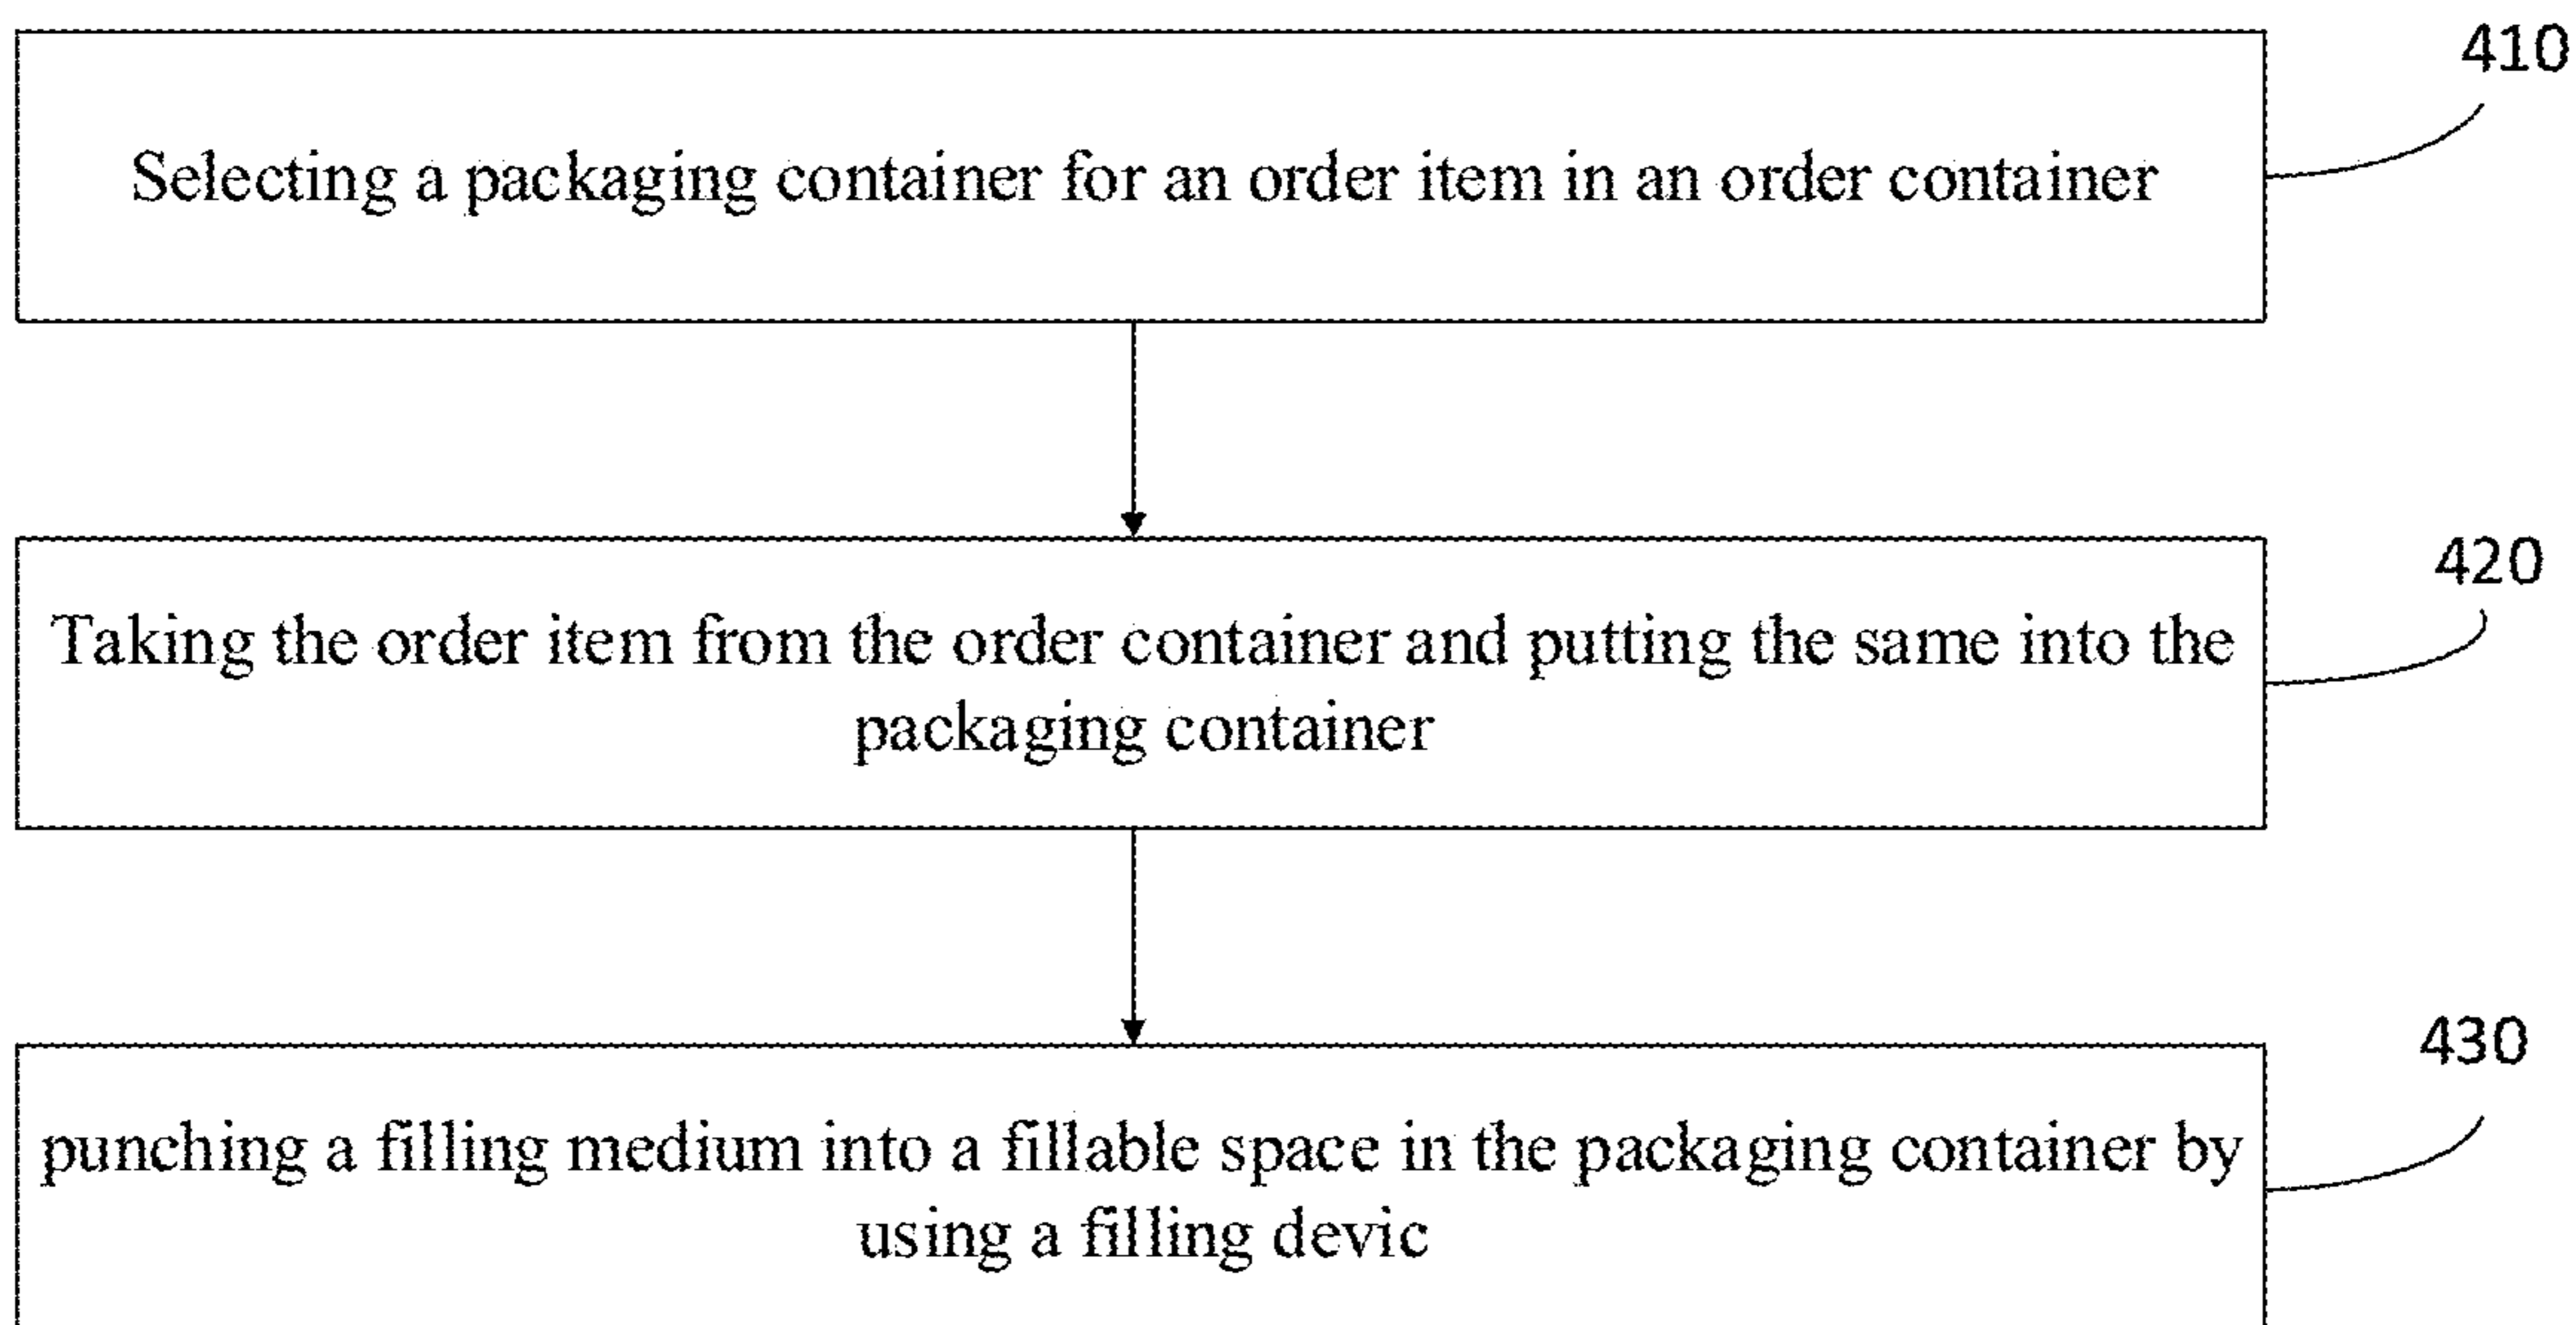 410
Selecting a packaging container for an order item in an order container
420
Taking the order item from the order container and putting the same into the
packaging container
430
punching a filling medium into a fillable space in the packaging container by
using a filling devic